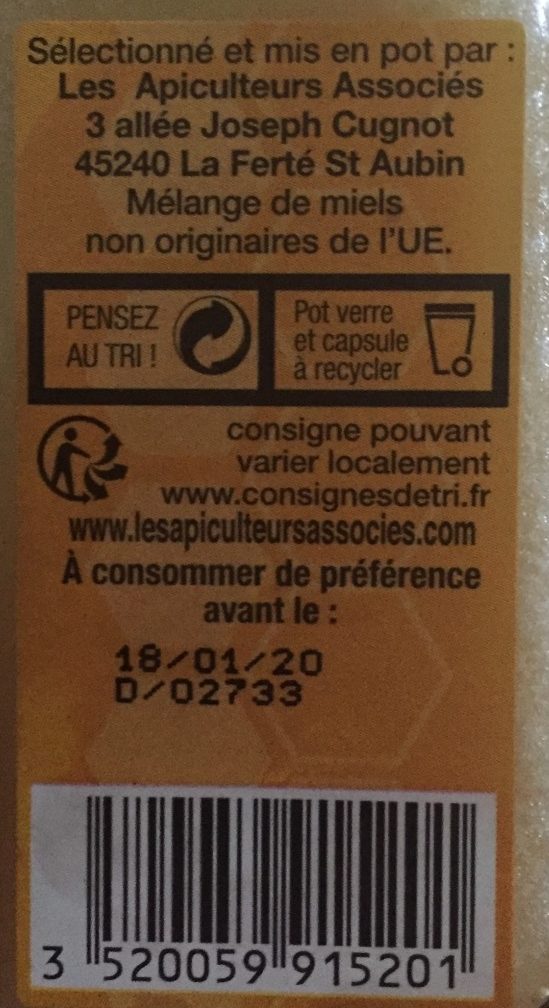 Sélectionné et mis en pot par :
Les Apiculteurs Associés
3 allée Joseph Cugnot
45240 La Ferté St Aubin
Mélange de miels
non originaires de l'UE.
PENSEZ
AU TRI !
Pot verre
et capsule
à recycler
consigne pouvant
varier localement
www.consignesdetri.fr
www.lesapiculteursassocies.com
À consommer de préférence
avant le :
18/01/20
D/02733
3 520059 915201